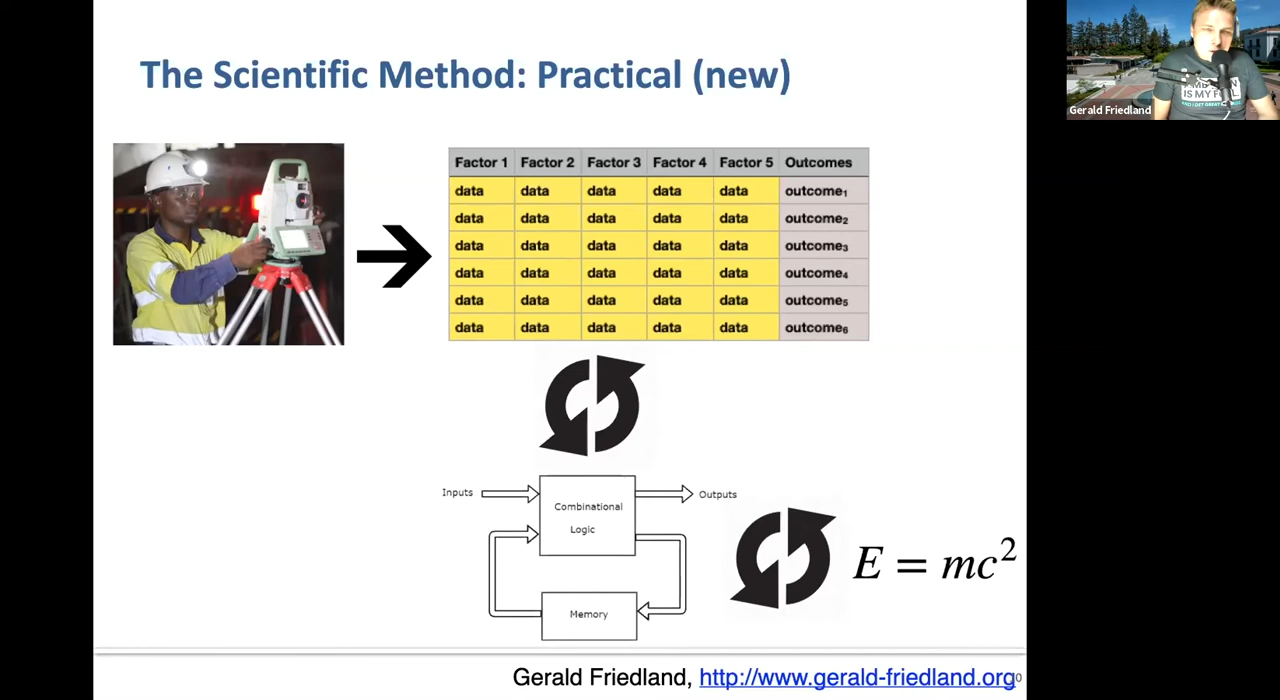 The Scientific Method: Practical (new)
Gerald Friedland
IS MY F
Factor 1 Factor 2 Factor 3 Factor 4 Factor 5 Outcomes
data data data data data outcome₁
data data data data data outcome₂
data data data data data outcome₃
data data data data data outcome₄
data data data data data outcome₅
data data data data data outcome₆
Inputs
Combinational
Logic
Outputs
Memory
E = mc²
Gerald Friedland, http://www.gerald-friedland.org